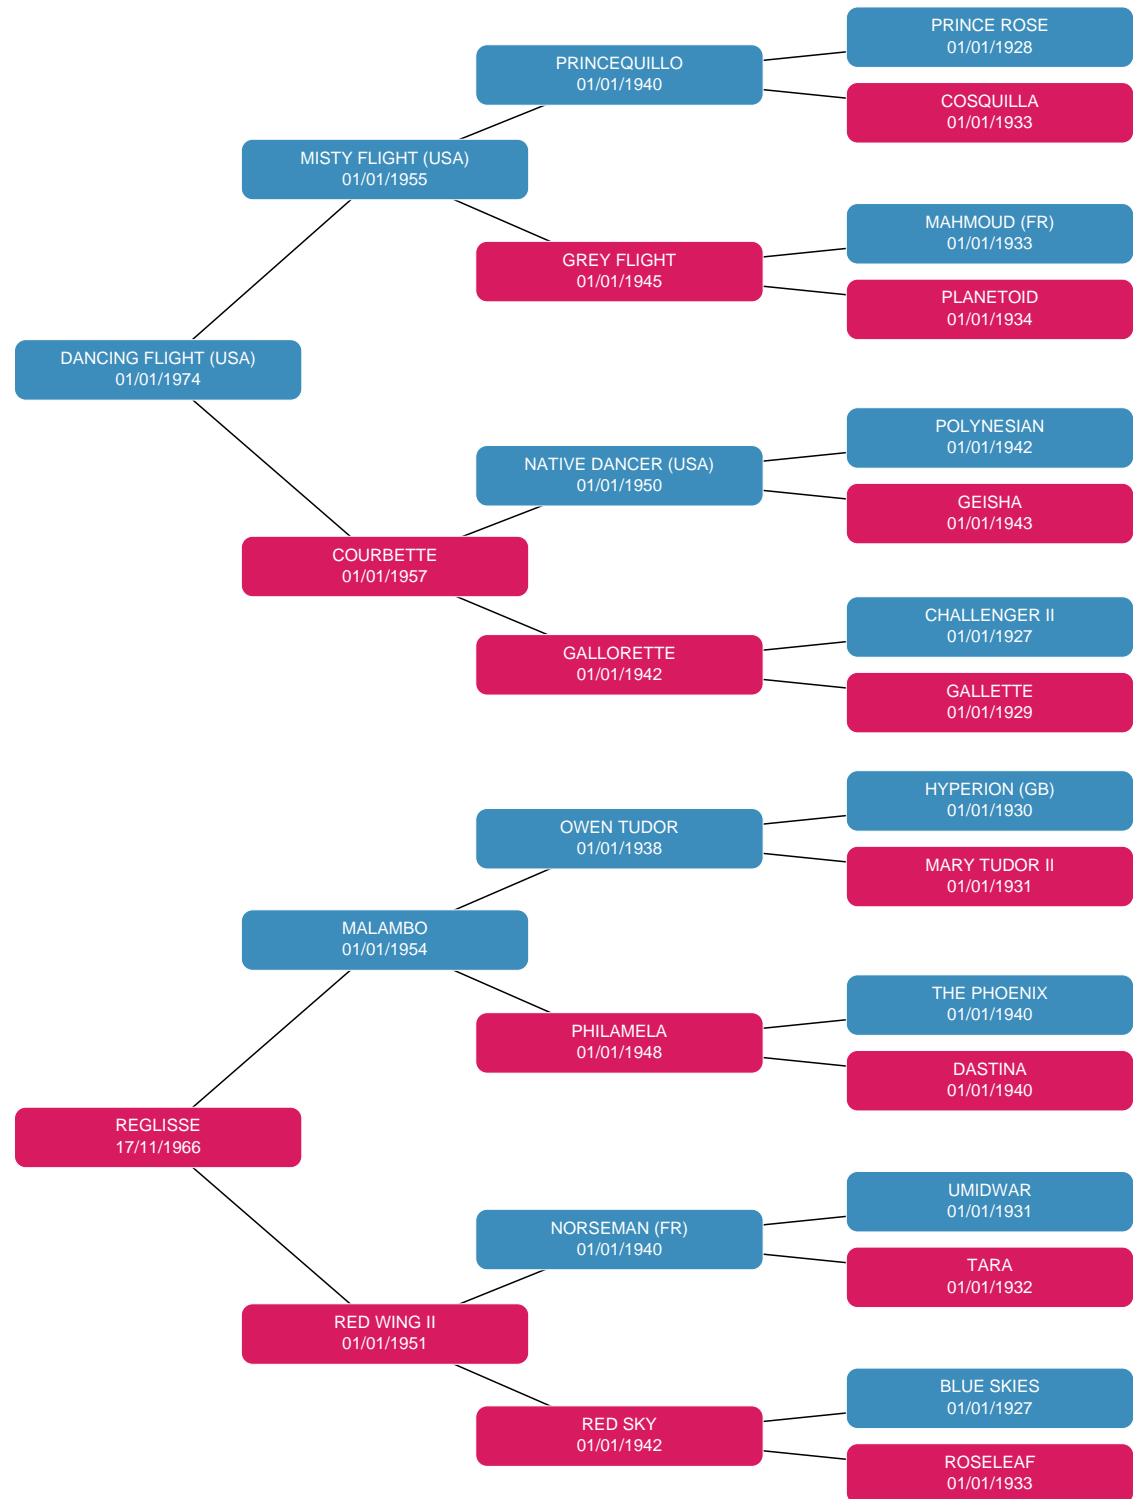 PRINCE ROSE
01/01/1928
PRINCEQUILLO
01/01/1940
COSQUILLA
01/01/1933
MISTY FLIGHT (USA)
01/01/1955
MAHMOUD (FR)
01/01/1933
GREY FLIGHT
01/01/1945
PLANETOID
01/01/1934
DANCING FLIGHT (USA)
01/01/1974
POLYNESIAN
01/01/1942
NATIVE DANCER (USA)
01/01/1950
GEISHA
01/01/1943
COURBETTE
01/01/1957
CHALLENGER II
01/01/1927
GALLORETTE
01/01/1942
GALLETTE
01/01/1929
HYPERION (GB)
01/01/1930
OWEN TUDOR
01/01/1938
MARY TUDOR II
01/01/1931
MALAMBO
01/01/1954
THE PHOENIX
01/01/1940
PHILAMELA
01/01/1948
DASTINA
01/01/1940
REGLISSE
17/11/1966
UMIDWAR
01/01/1931
NORSEMAN (FR)
01/01/1940
TARA
01/01/1932
RED WING II
01/01/1951
BLUE SKIES
01/01/1927
RED SKY
01/01/1942
ROSELEAF
01/01/1933